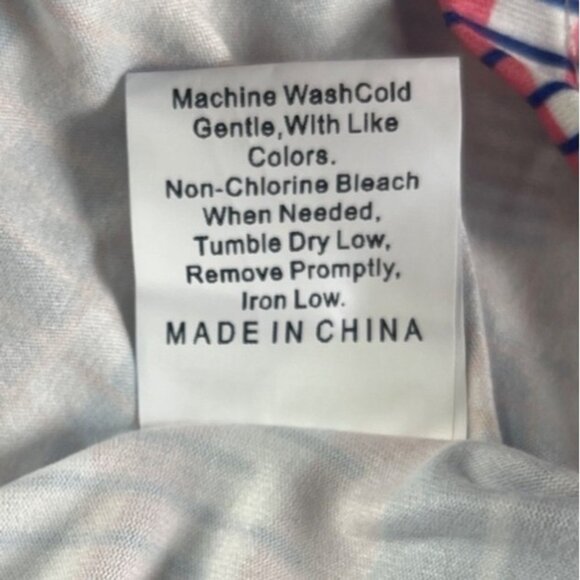 Machine WashCold
Gentle,With Like
Colors.
Non-Chlorine Bleach
When Needed,
Tumble Dry Low,
Remove Promptly,
Iron Low.
MADE IN CHINA